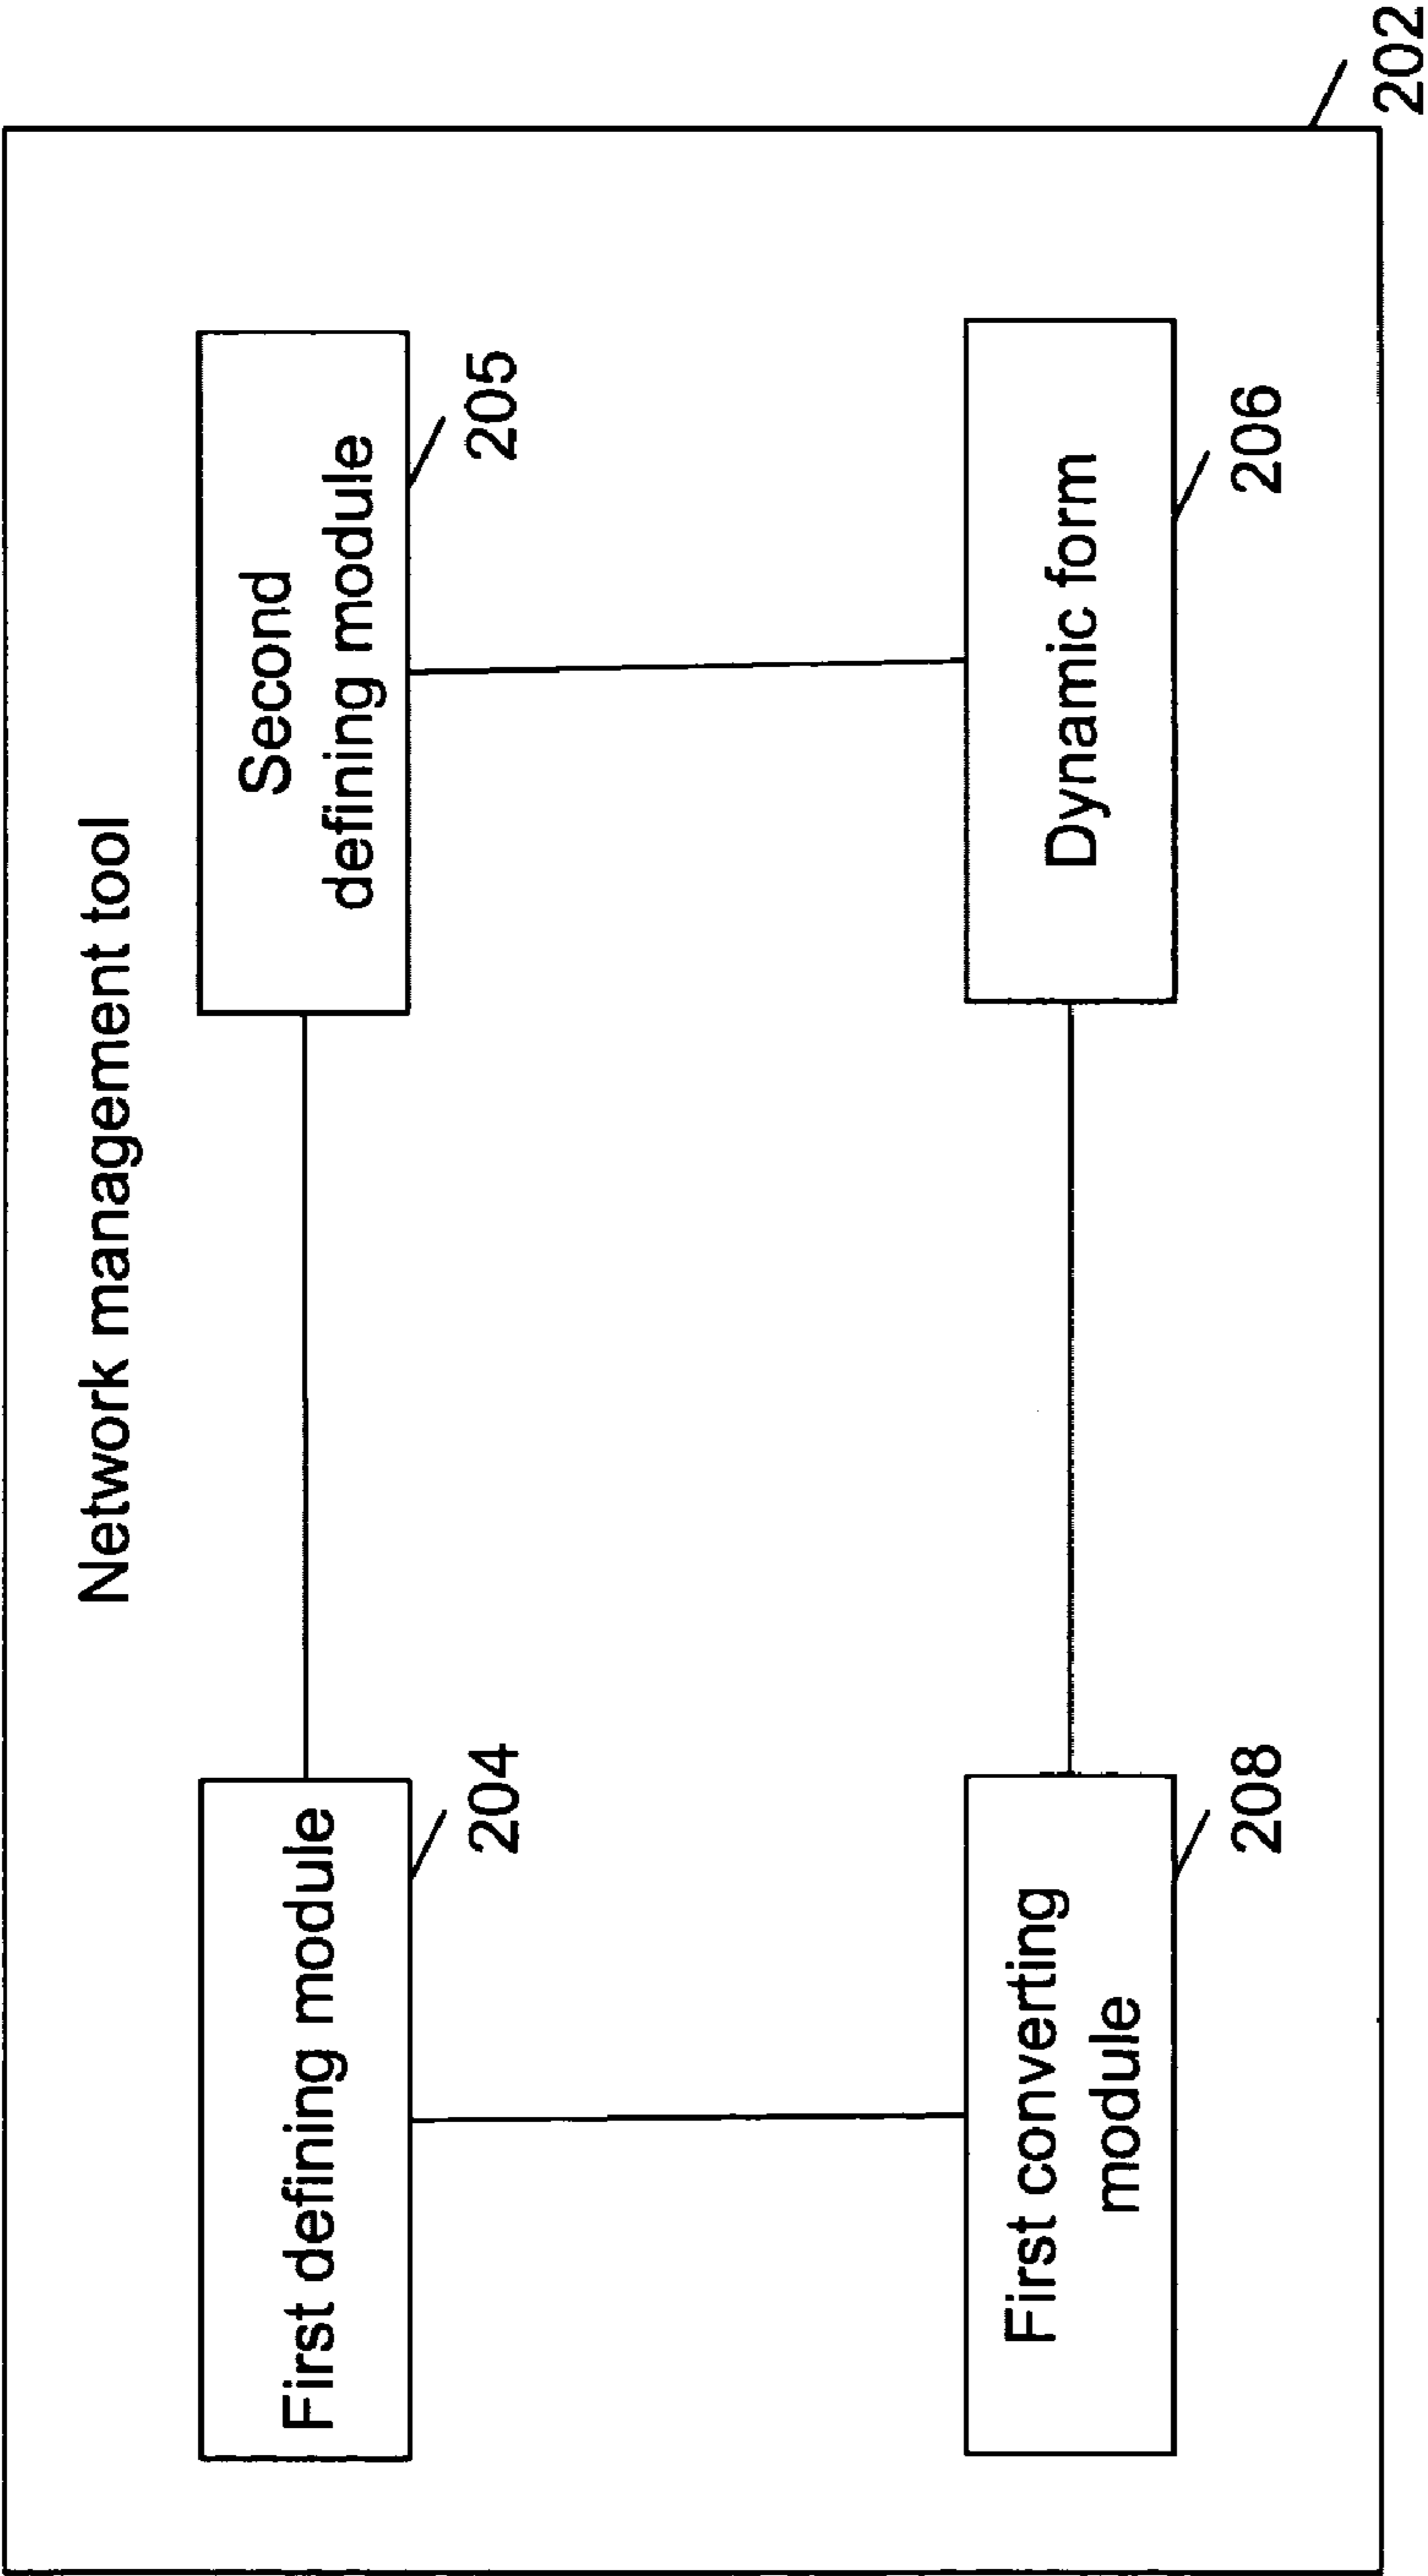 Network management tool
First defining module
204
Second
defining module
205
First converting
module
208
Dynamic form
206
202